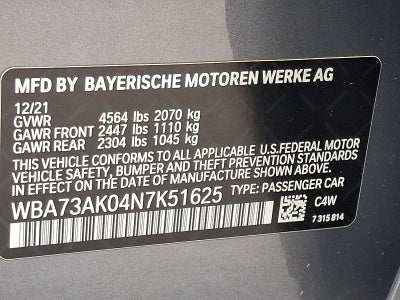 MFD BY BAYERISCHE MOTOREN WERKE AG
12/21
GVWR 4564 lbs 2070 kg
GAWR FRONT 2447 lbs 1110 kg
GAWR REAR 2304 lbs 1045 kg
THIS VEHICLE CONFORMS TO ALL APPLICABLE U.S.FEDERAL MOTOR
VEHICLE SAFETY, BUMPER AND THEFT PREVENTION STANDARDS
IN EFFECT ON THE DATE OF MANUFACTURE SHOWN ABOVE.
WBA73AK04N7K51625 TYPE: PASSENGER CAR
C4W
7 315 814